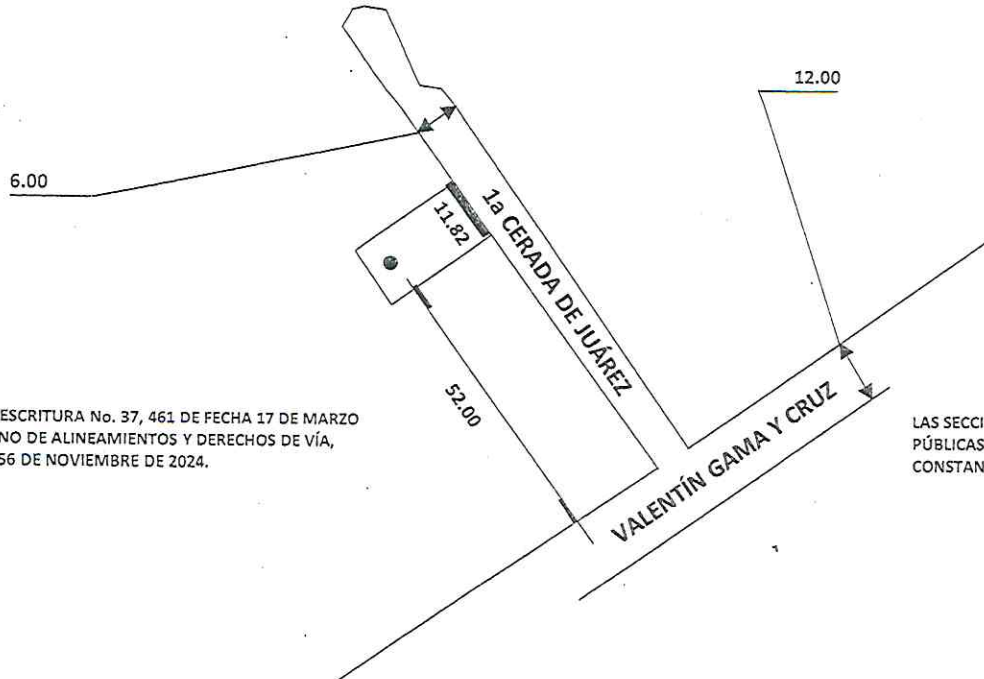 12.00
6.00
11.82
1a CERADA DE JUÁREZ
52.00
VALENTÍN GAMA Y CRUZ
ESCRITURA No. 37, 461 DE FECHA 17 DE MARZO
NO DE ALINEAMIENTOS Y DERECHOS DE VÍA,
56 DE NOVIEMBRE DE 2024.
LAS SECCI
PÚBLICAS
CONSTAN